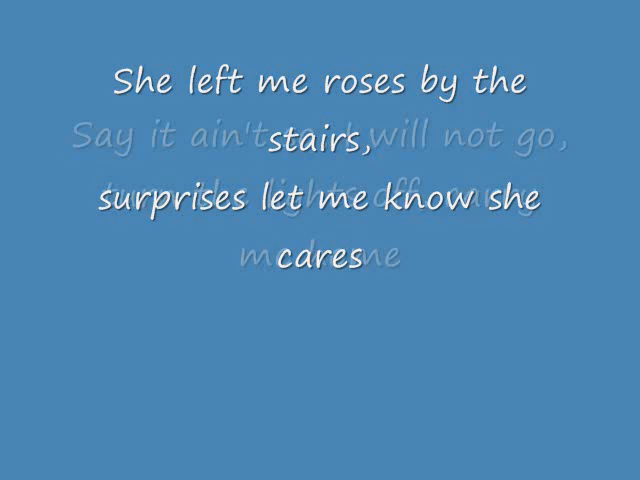 She left me roses by the
Say it ain't will not go,
stairs,
surprises let me know she
cares